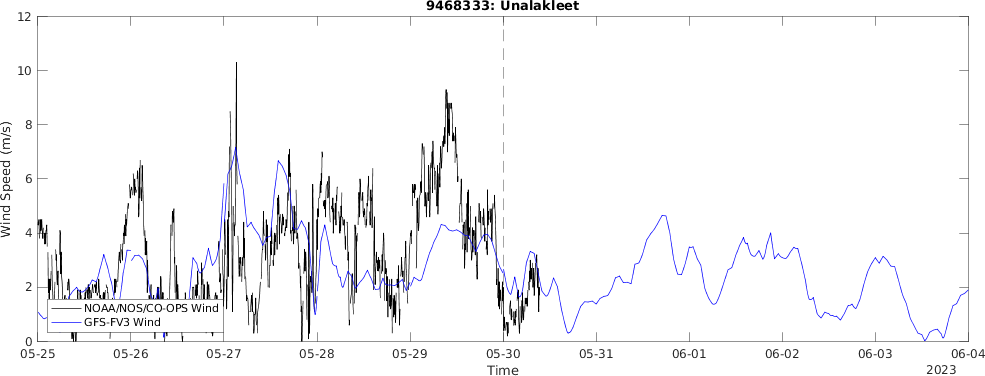 9468333: Unalakleet
12
10
8
6
4
2
0
Wind Speed (m/s)
NOAA/NOS/CO-OPS Wind
GFS-FV3 Wind
05-25 05-26 05-27 05-28 05-29 05-30 05-31 06-01 06-02 06-03 06-04
Time
2023